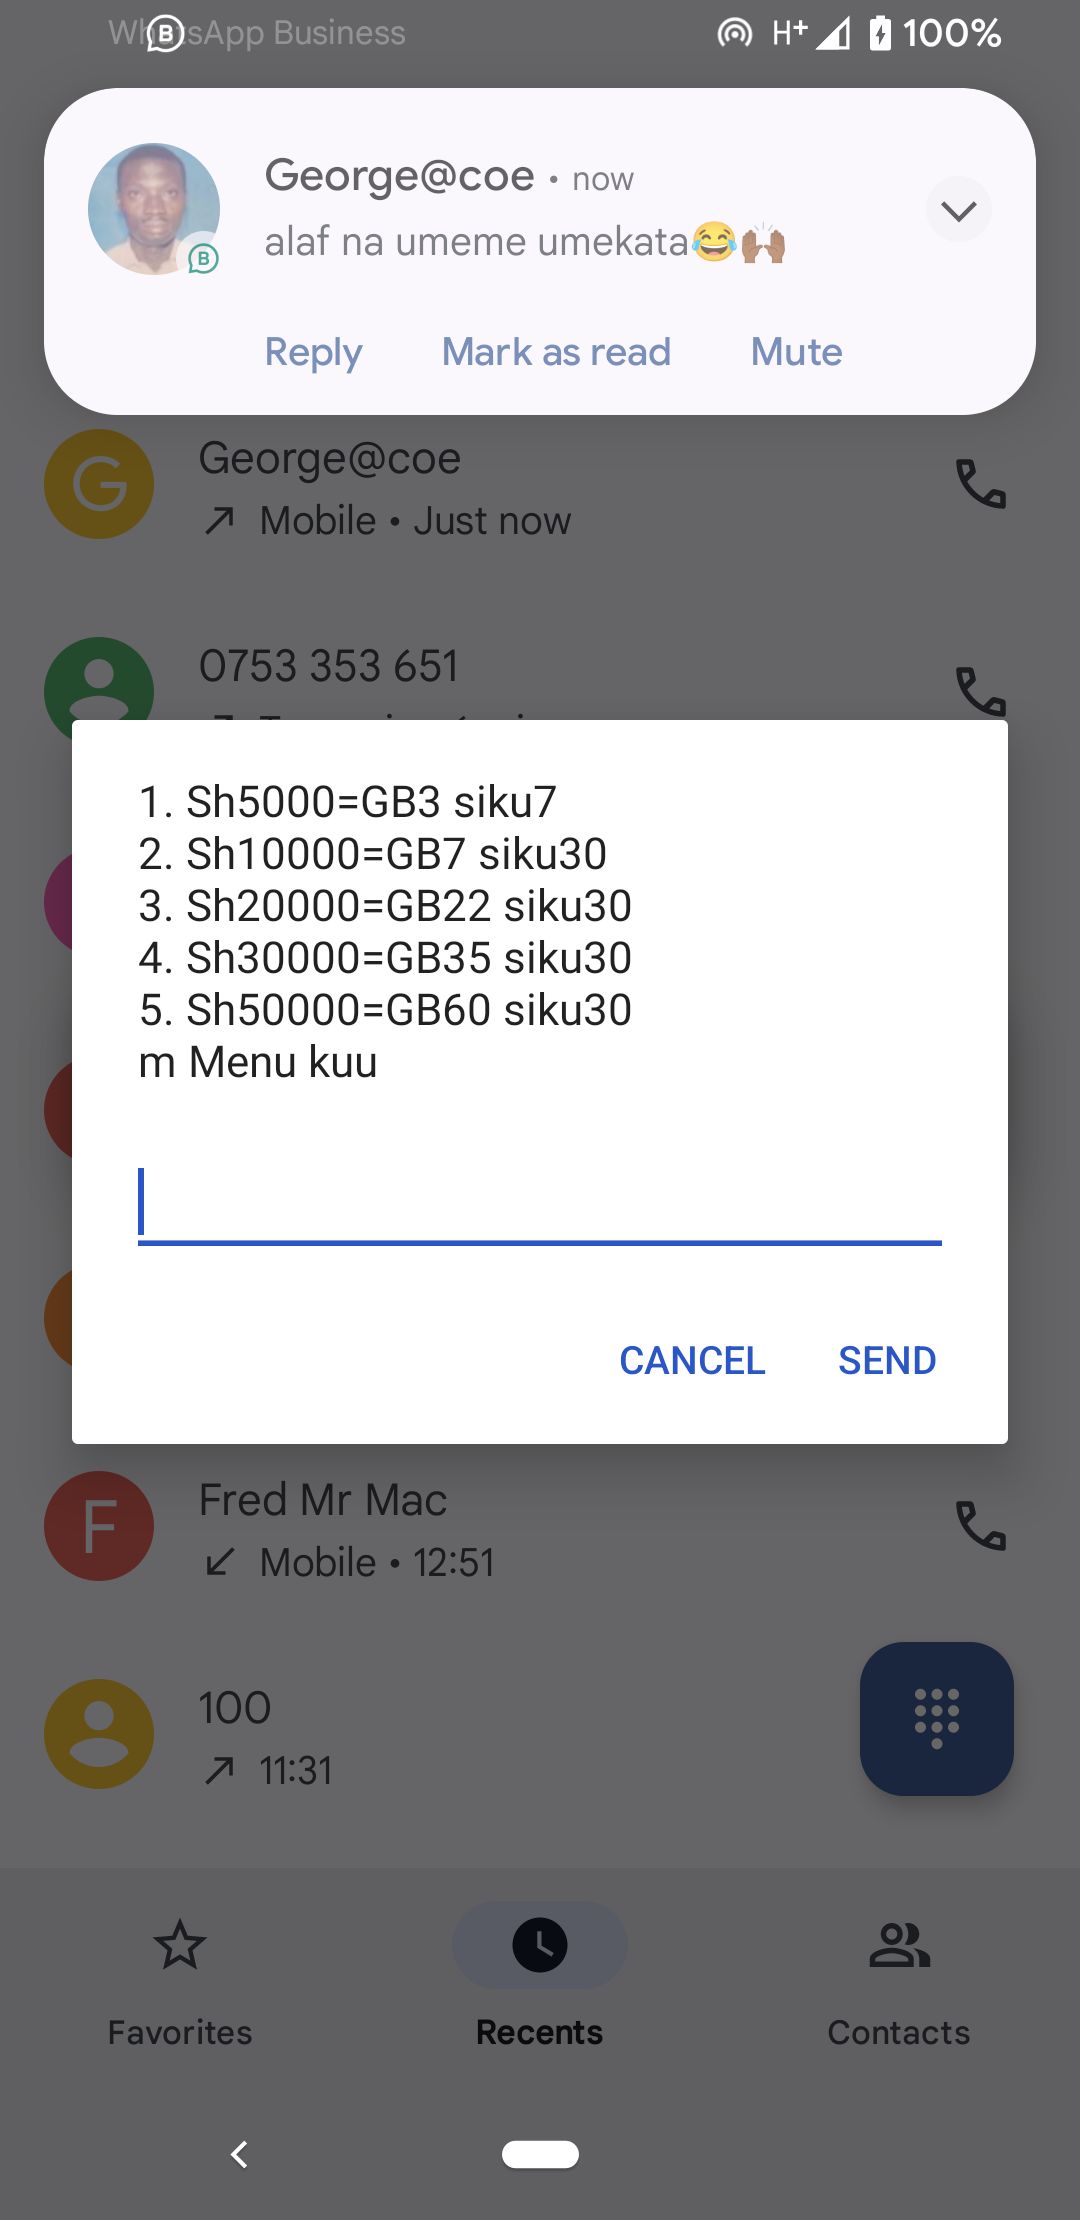 WhatsApp Business
H+ 100%
George@coe • now
alaf na umeme umekata😂🙌🏽
Reply Mark as read Mute
G George@coe
Mobile • Just now
0753 353 651
1. Sh5000=GB3 siku7
2. Sh10000=GB7 siku30
3. Sh20000=GB22 siku30
4. Sh30000=GB35 siku30
5. Sh50000=GB60 siku30
m Menu kuu
CANCEL SEND
F Fred Mr Mac
Mobile • 12:51
100
11:31
Favorites Recents Contacts